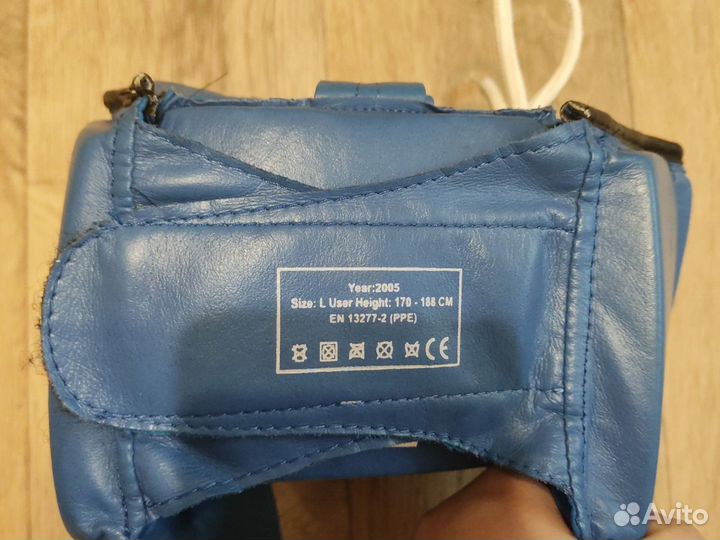 Year:2005
Size: L User Height: 170 - 188 CM
EN 13277-2 (PPE)
CE
Avito